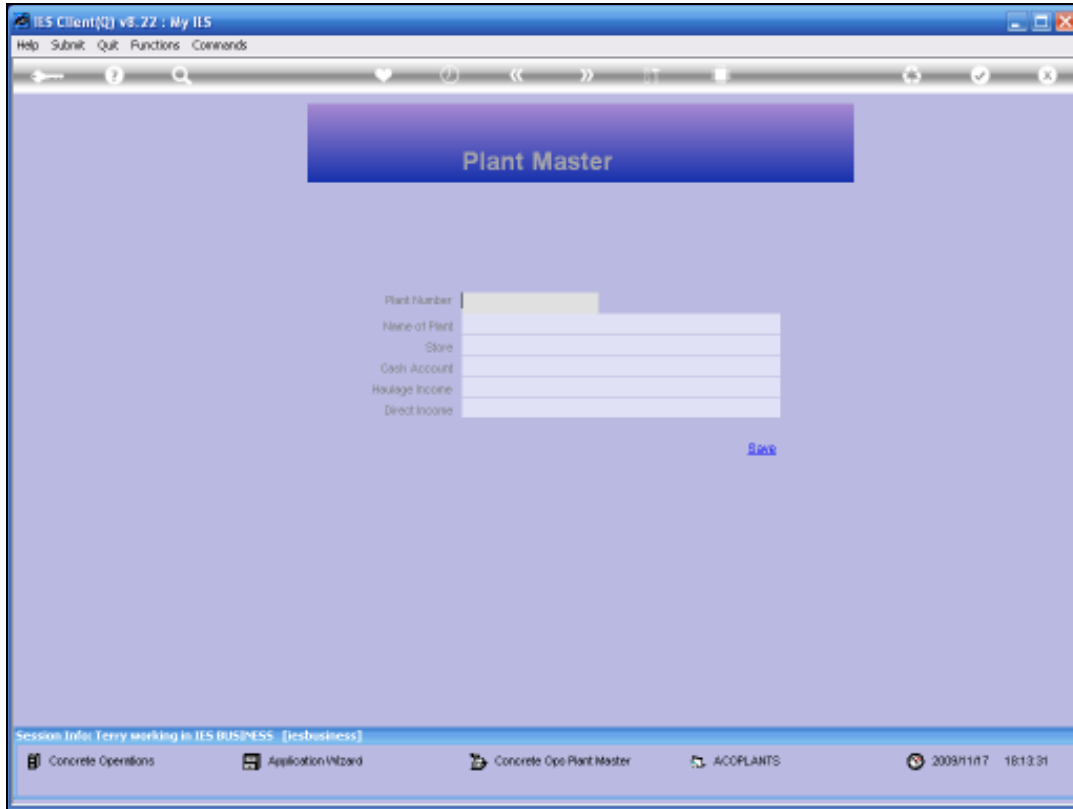 IES Client(Q) v8.22 : My IES
Help Submit Quit Functions Commands
Plant Master
Plant Number
Name of Plant
Store
Cash Account
Haulage Income
Direct Income
Save
Session Info: Terry working in IES BUSINESS [iesbusiness]
Concrete Operations Application Wizard Concrete Ops Plant Master ACOPLANTS 2009/11/17 18:13:31